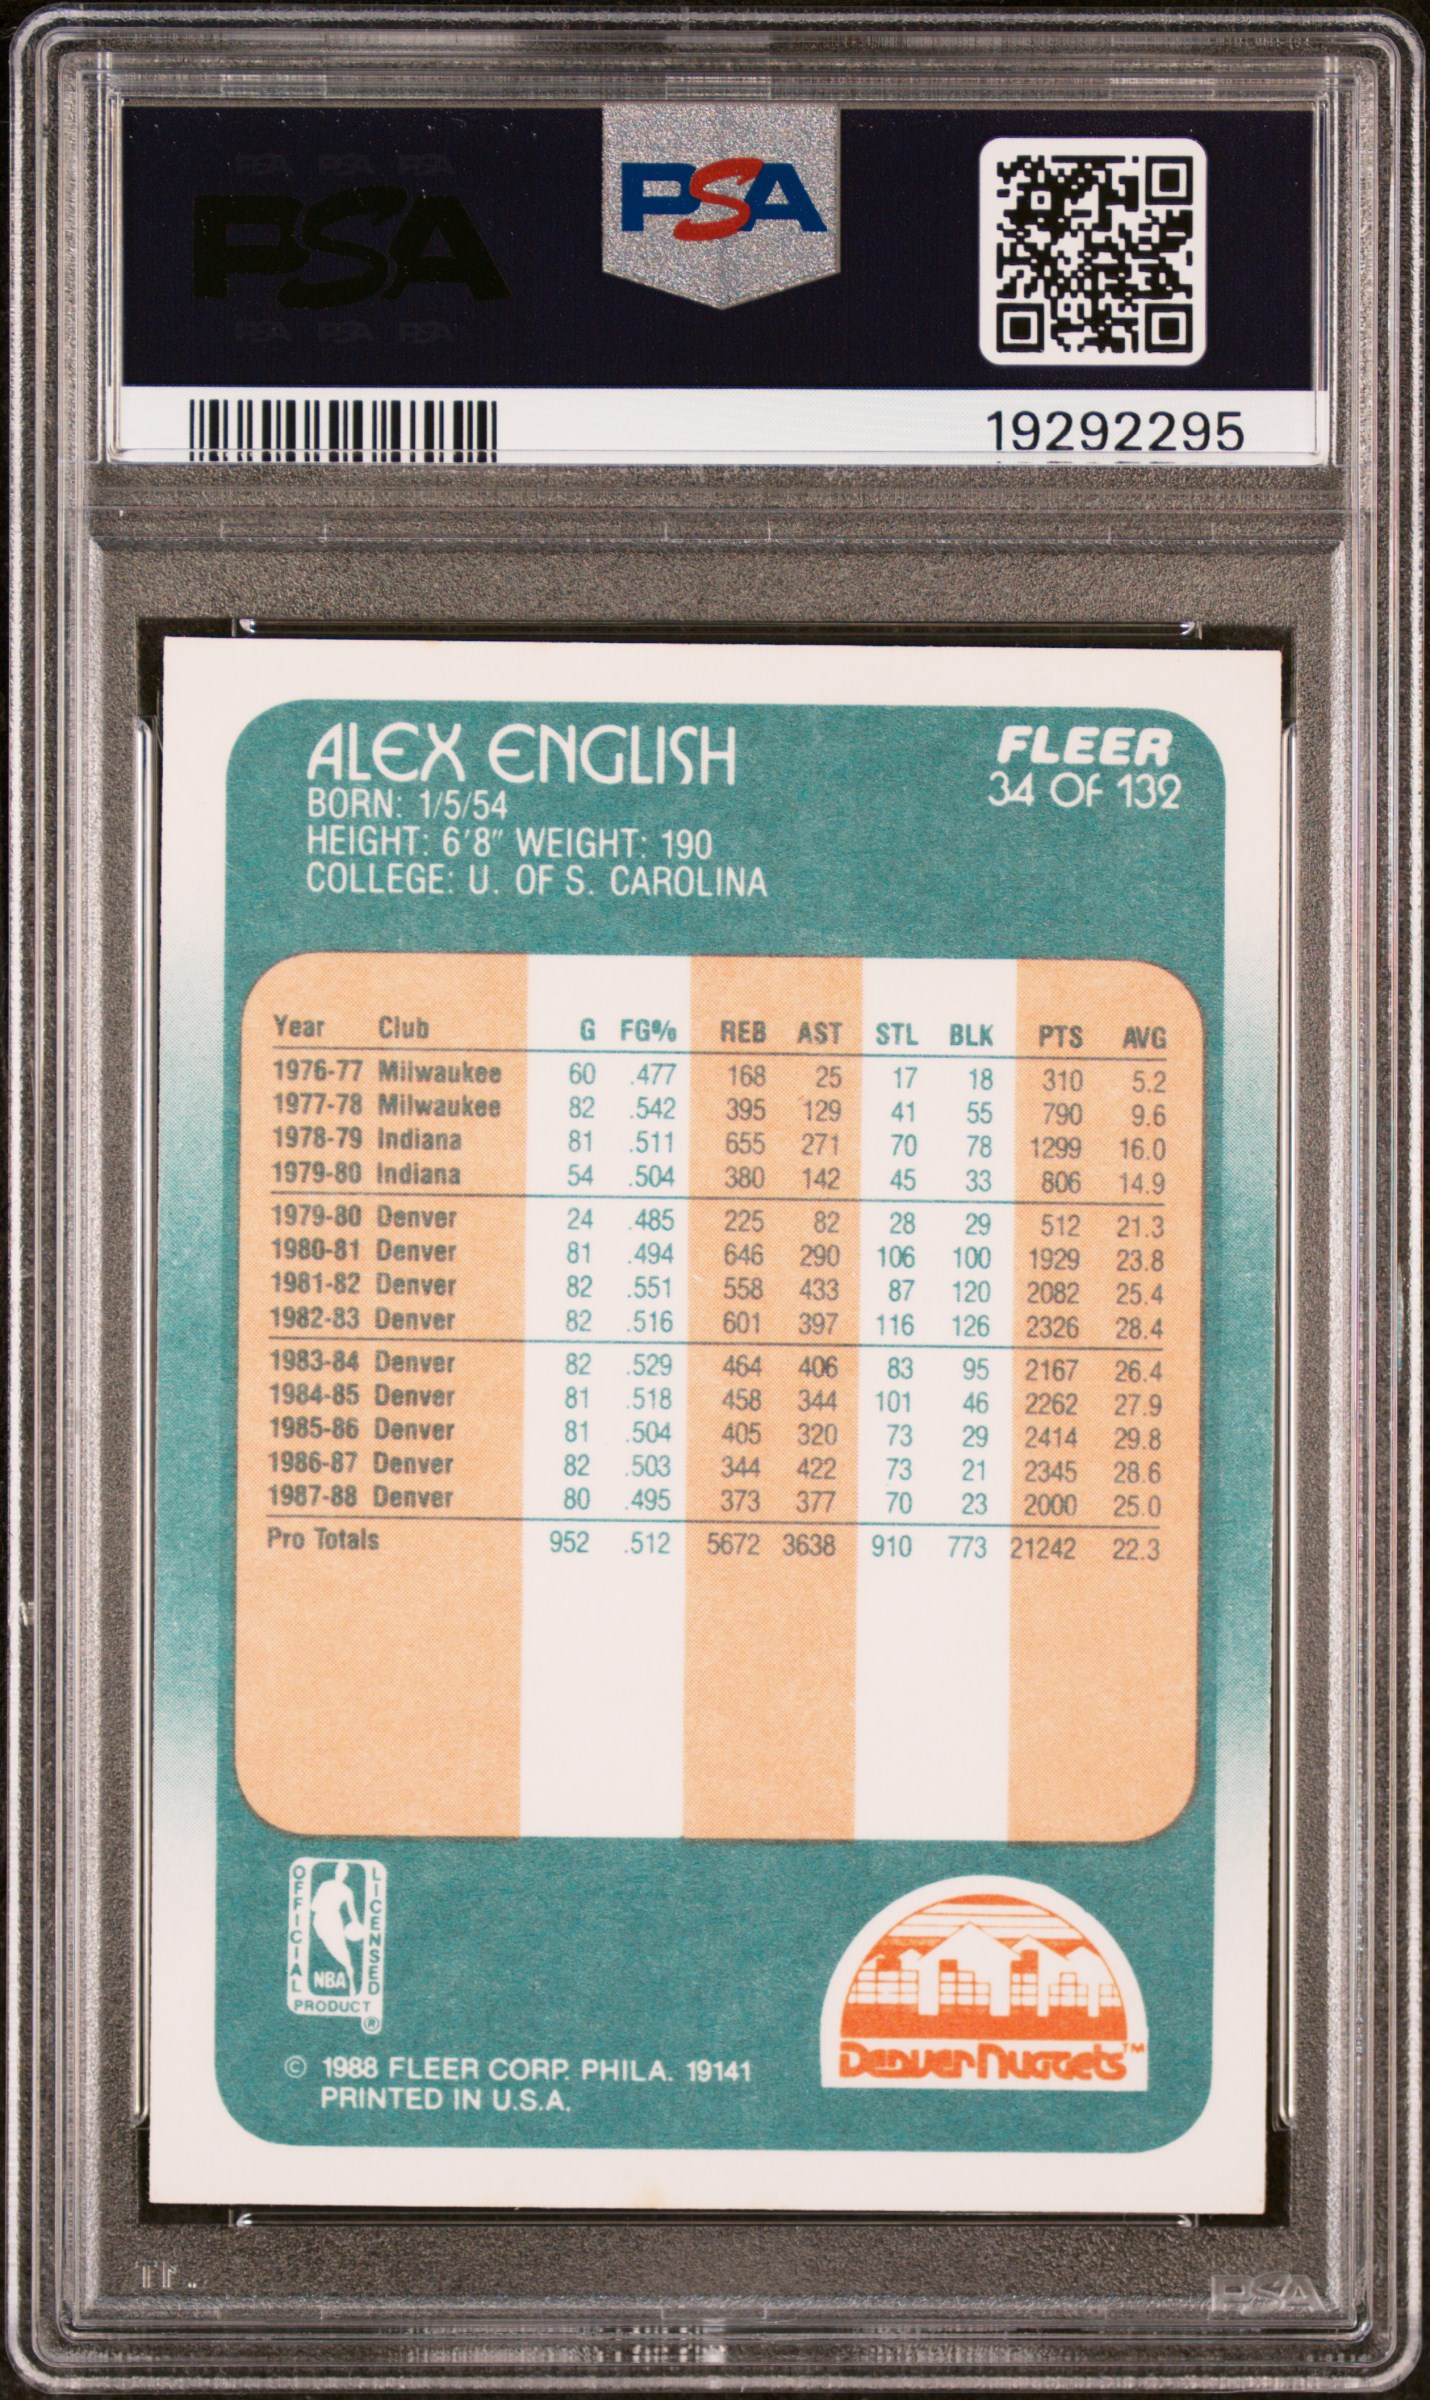 PSA PSA PSA
PSA
PSA PSA PSA
PSA
19292295
ALEX ENGLISH
FLEER
34 OF 132
BORN: 1/5/54
HEIGHT: 6'8" WEIGHT: 190
COLLEGE: U. OF S. CAROLINA
Year Club G FG% REB AST STL BLK PTS AVG
1976-77 Milwaukee 60 .477 168 25 17 18 310 5.2
1977-78 Milwaukee 82 .542 395 129 41 55 790 9.6
1978-79 Indiana 81 .511 655 271 70 78 1299 16.0
1979-80 Indiana 54 .504 380 142 45 33 806 14.9
1979-80 Denver 24 .485 225 82 28 29 512 21.3
1980-81 Denver 81 .494 646 290 106 100 1929 23.8
1981-82 Denver 82 .551 558 433 87 120 2082 25.4
1982-83 Denver 82 .516 601 397 116 126 2326 28.4
1983-84 Denver 82 .529 464 406 83 95 2167 26.4
1984-85 Denver 81 .518 458 344 101 46 2262 27.9
1985-86 Denver 81 .504 405 320 73 29 2414 29.8
1986-87 Denver 82 .503 344 422 73 21 2345 28.6
1987-88 Denver 80 .495 373 377 70 23 2000 25.0
Pro Totals 952 .512 5672 3638 910 773 21242 22.3
OFFICIAL
LICENSED
NBA
PRODUCT
®
Denver Nuggets™
© 1988 FLEER CORP. PHILA. 19141
PRINTED IN U.S.A.
PSA